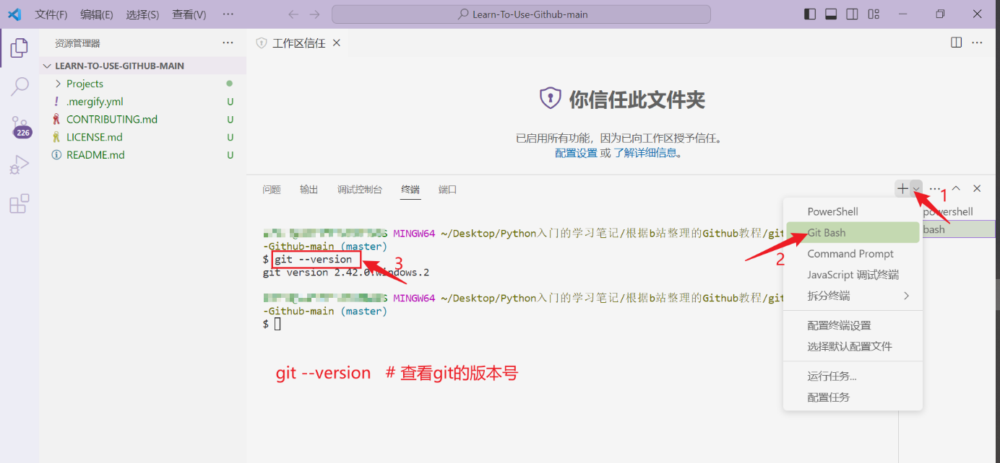 文件(F) 编辑(E) 选择(S) 查看(V) ···
Learn-To-Use-Github-main
资源管理器
LEARN-TO-USE-GITHUB-MAIN
Projects
.mergify.yml U
CONTRIBUTING.md U
LICENSE.md U
README.md U
226
工作区信任
你信任此文件夹
已启用所有功能，因为已向工作区授予信任。
配置设置 或 了解详细信息。
问题 输出 调试控制台 终端 端口
MINGW64 ~/Desktop/Python入门的学习笔记/根据b站整理的Github教程/git
-Github-main (master)
$ git --version
git version 2.42.0.windows.2
MINGW64 ~/Desktop/Python入门的学习笔记/根据b站整理的Github教程/git
-Github-main (master)
$
git --version # 查看git的版本号
1
2
3
PowerShell
Git Bash
Command Prompt
JavaScript 调试终端
拆分终端
配置终端设置
选择默认配置文件
运行任务...
配置任务
powershell
bash